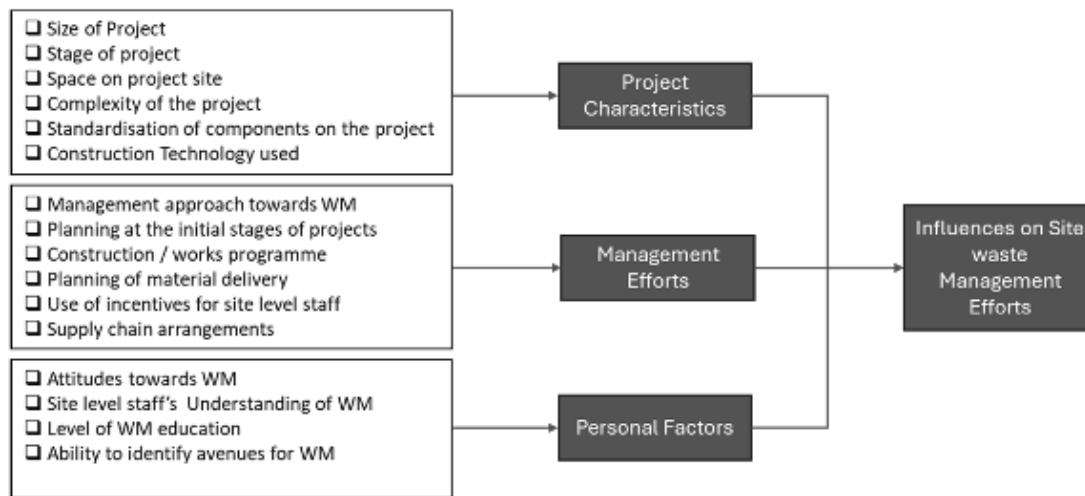 ❑ Size of Project
❑ Stage of project
❑ Space on project site
❑ Complexity of the project
❑ Standardisation of components on the project
❑ Construction Technology used
Project
Characteristics
❑ Management approach towards WM
❑ Planning at the initial stages of projects
❑ Construction / works programme
❑ Planning of material delivery
❑ Use of incentives for site level staff
❑ Supply chain arrangements
Management
Efforts
❑ Attitudes towards WM
❑ Site level staff's Understanding of WM
❑ Level of WM education
❑ Ability to identify avenues for WM
Personal Factors
Influences on Site
waste
Management
Efforts